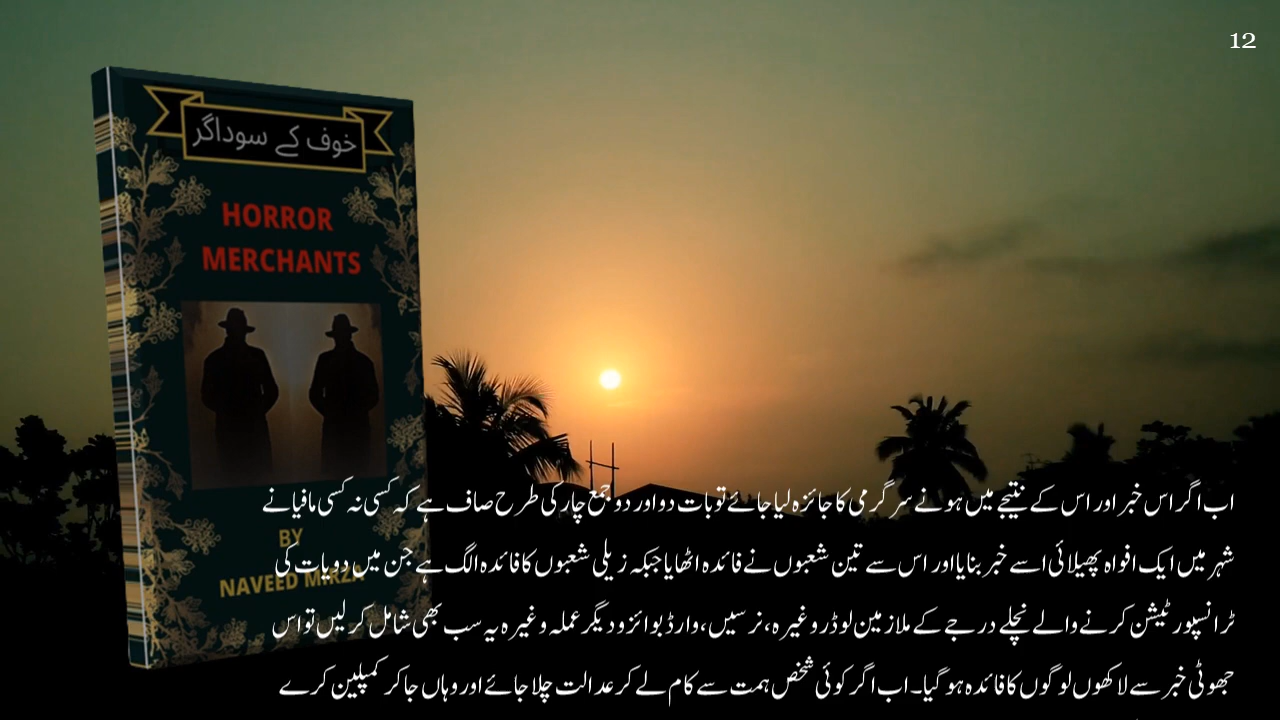 12
خوف کے سوداگر
HORROR
MERCHANTS
BY
NAVEED MIRZA
اب اگر اس خبر اور اس کے نتیجے میں ہونے سرگرمی کا جائزہ لیا جائے تو بات دو اور دو جمع چار کی طرح صاف ہے کہ کسی نہ کسی مافیا نے
شہر میں ایک افواہ پھیلائی اسے خبر بنایا اور اس سے تین شعبوں نے فائدہ اٹھایا جبکہ زیلی شعبوں کا فائدہ الگ ہے جن میں دویات کی
ٹرانسپورٹیشن کرنے والے نچلے درجے کے ملازمین لوڈر وغیرہ، نرسیں، وارڈ بوائز و دیگر عملہ وغیرہ یہ سب بھی شامل کر لیں تو اس
جھوٹی خبر سے لاکھوں لوگوں کا فائدہ ہو گیا۔ اب اگر کوئی شخص ہمت سے کام لے کر عدالت چلا جائے اور وہاں جا کر کمپلین کرے